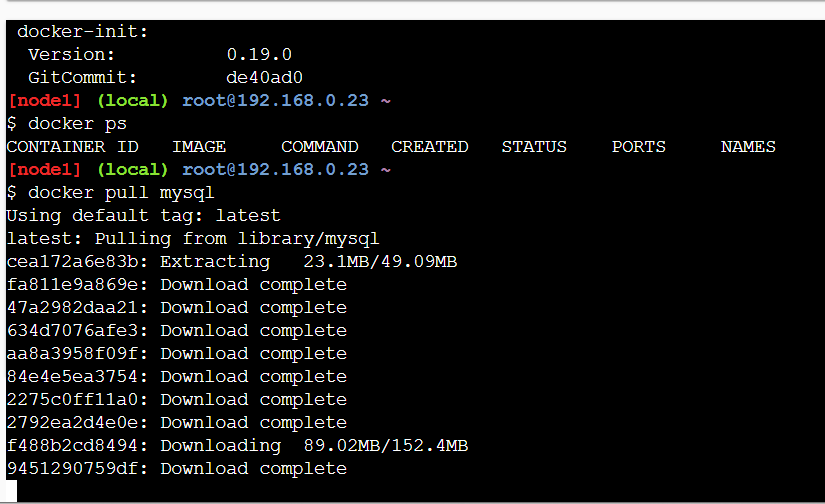 docker-init:
Version: 0.19.0
GitCommit: de40ad0
[node1] (local) root@192.168.0.23 ~
$ docker ps
CONTAINER ID IMAGE COMMAND CREATED STATUS PORTS NAMES
[node1] (local) root@192.168.0.23 ~
$ docker pull mysql
Using default tag: latest
latest: Pulling from library/mysql
cea172a6e83b: Extracting 23.1MB/49.09MB
fa811e9a869e: Download complete
47a2982daa21: Download complete
634d7076afe3: Download complete
aa8a3958f09f: Download complete
84e4e5ea3754: Download complete
2275c0ff11a0: Download complete
2792ea2d4e0e: Download complete
f488b2cd8494: Downloading 89.02MB/152.4MB
9451290759df: Download complete